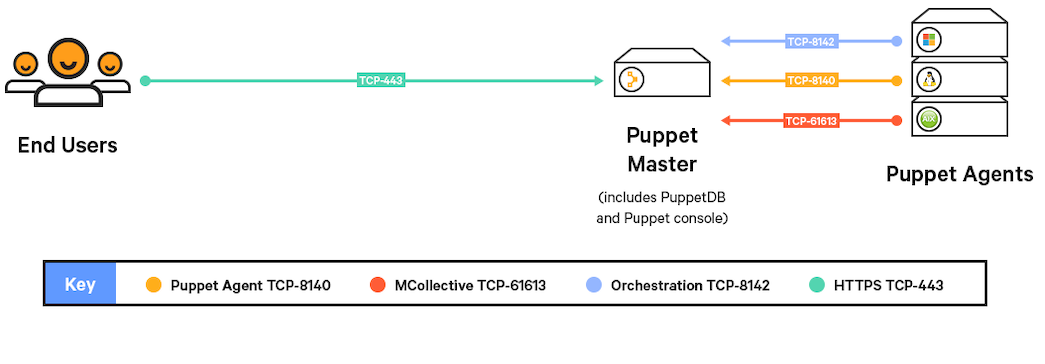 TCP-8142
TCP-443
TCP-8140
TCP-61613
AIX
End Users
Puppet
Master
(includes PuppetDB
and Puppet console)
Puppet Agents
Key
Puppet Agent TCP-8140
MCollective TCP-61613
Orchestration TCP-8142
HTTPS TCP-443